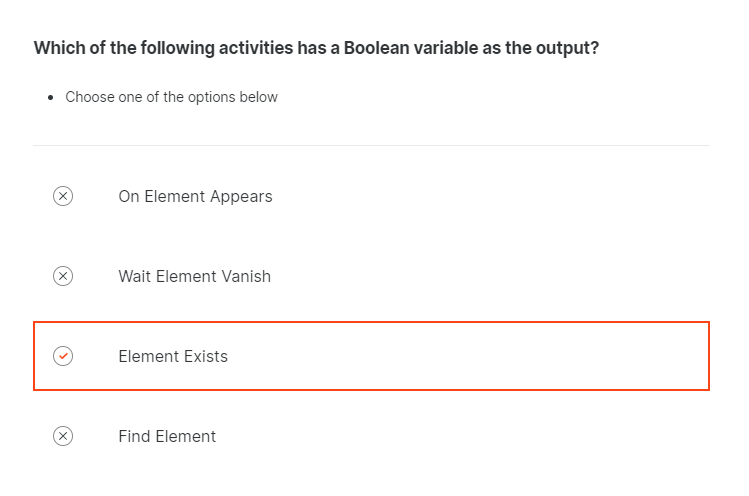 Which of the following activities has a Boolean variable as the output?
• Choose one of the options below
On Element Appears
Wait Element Vanish
Element Exists
Find Element